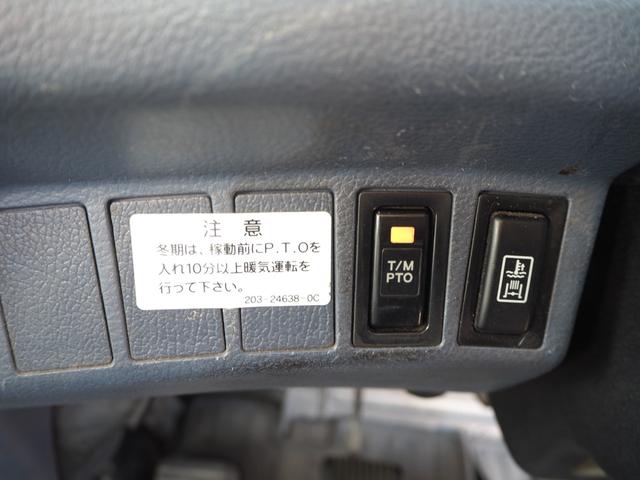 注意
冬期は、稼動前にP.T.Oを
入れ10分以上暖気運転を
行って下さい。
203-24638-0C
T/M
PTO